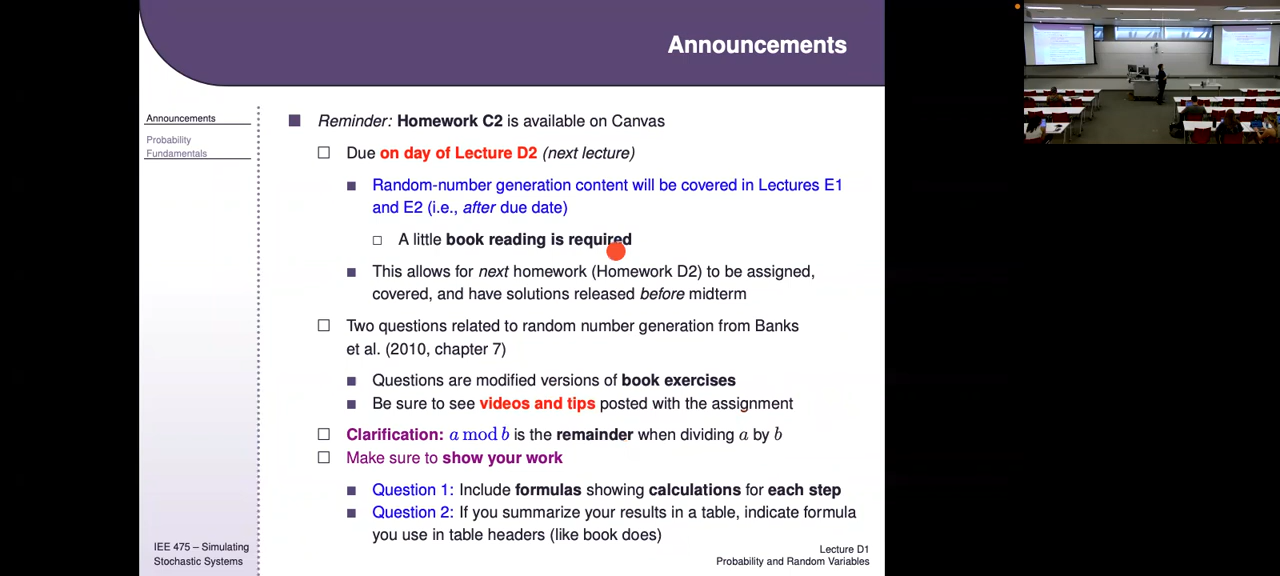 Announcements
Announcements
Probability
Fundamentals
Reminder: Homework C2 is available on Canvas
Due on day of Lecture D2 (next lecture)
Random-number generation content will be covered in Lectures E1
and E2 (i.e., after due date)
A little book reading is required
This allows for next homework (Homework D2) to be assigned,
covered, and have solutions released before midterm
Two questions related to random number generation from Banks
et al. (2010, chapter 7)
Questions are modified versions of book exercises
Be sure to see videos and tips posted with the assignment
Clarification: a mod b is the remainder when dividing a by b
Make sure to show your work
Question 1: Include formulas showing calculations for each step
Question 2: If you summarize your results in a table, indicate formula
you use in table headers (like book does)
IEE 475 – Simulating
Stochastic Systems
Lecture D1
Probability and Random Variables